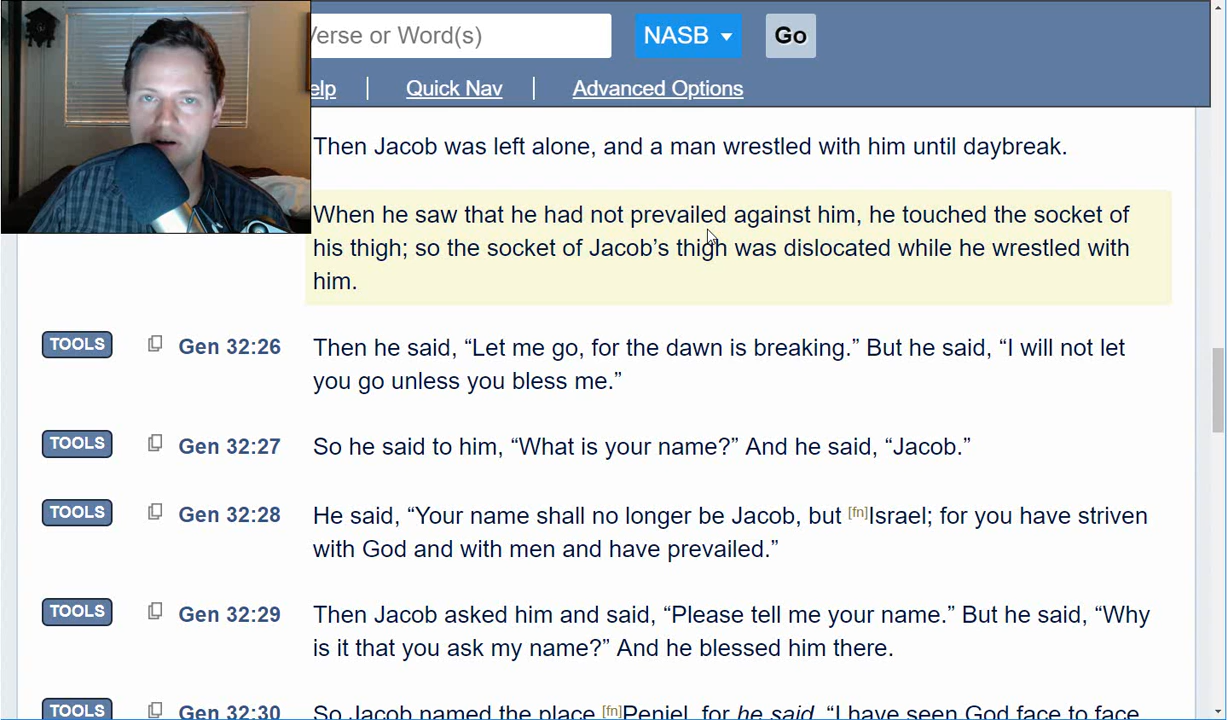 Verse or Word(s) NASB Go
elp | Quick Nav | Advanced Options
Then Jacob was left alone, and a man wrestled with him until daybreak.
When he saw that he had not prevailed against him, he touched the socket of
his thigh; so the socket of Jacob’s thigh was dislocated while he wrestled with
him.
TOOLS Gen 32:26 Then he said, “Let me go, for the dawn is breaking.” But he said, “I will not let
you go unless you bless me.”
TOOLS Gen 32:27 So he said to him, “What is your name?” And he said, “Jacob.”
TOOLS Gen 32:28 He said, “Your name shall no longer be Jacob, but [fn]Israel; for you have striven
with God and with men and have prevailed.”
TOOLS Gen 32:29 Then Jacob asked him and said, “Please tell me your name.” But he said, “Why
is it that you ask my name?” And he blessed him there.
TOOLS Gen 32:30 So Jacob named the place [fn]Peniel, for he said, “I have seen God face to face